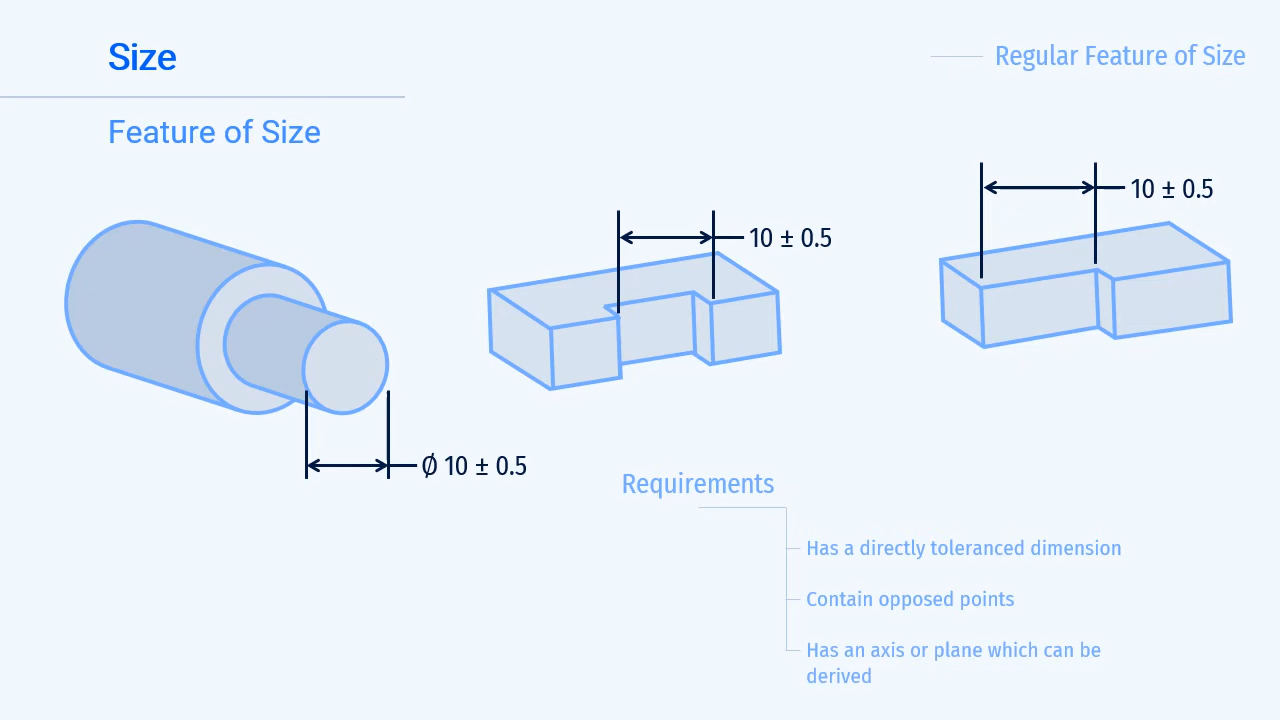 Size
Regular Feature of Size
Feature of Size
10 ± 0.5
10 ± 0.5
Ø 10 ± 0.5
Requirements
Has a directly toleranced dimension
Contain opposed points
Has an axis or plane which can be
derived